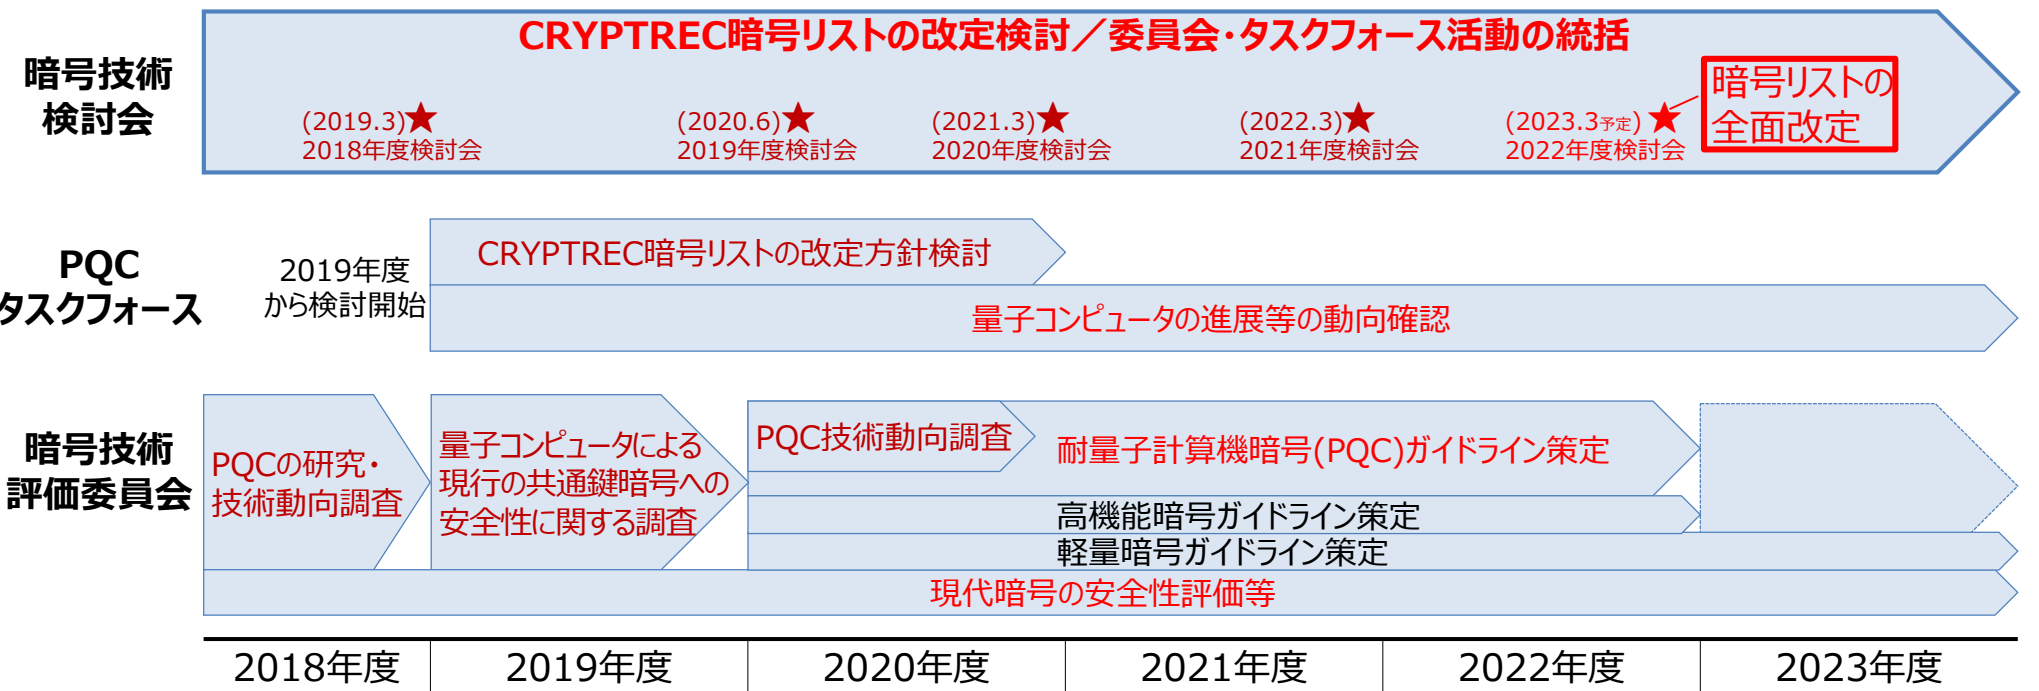 CRYPTREC暗号リストの改定検討／委員会・タスクフォース活動の統括
暗号技術
検討会
(2019.3)★
2018年度検討会
(2020.6)★
2019年度検討会
(2021.3)★
2020年度検討会
(2022.3)★
2021年度検討会
(2023.3予定)★
2022年度検討会
暗号リストの
全面改定
PQC
タスクフォース
2019年度
から検討開始
CRYPTREC暗号リストの改定方針検討
量子コンピュータの進展等の動向確認
暗号技術
評価委員会
PQCの研究・
技術動向調査
量子コンピュータによる
現行の共通鍵暗号への
安全性に関する調査
PQC技術動向調査
耐量子計算機暗号(PQC)ガイドライン策定
高機能暗号ガイドライン策定
軽量暗号ガイドライン策定
現代暗号の安全性評価等
2018年度
2019年度
2020年度
2021年度
2022年度
2023年度